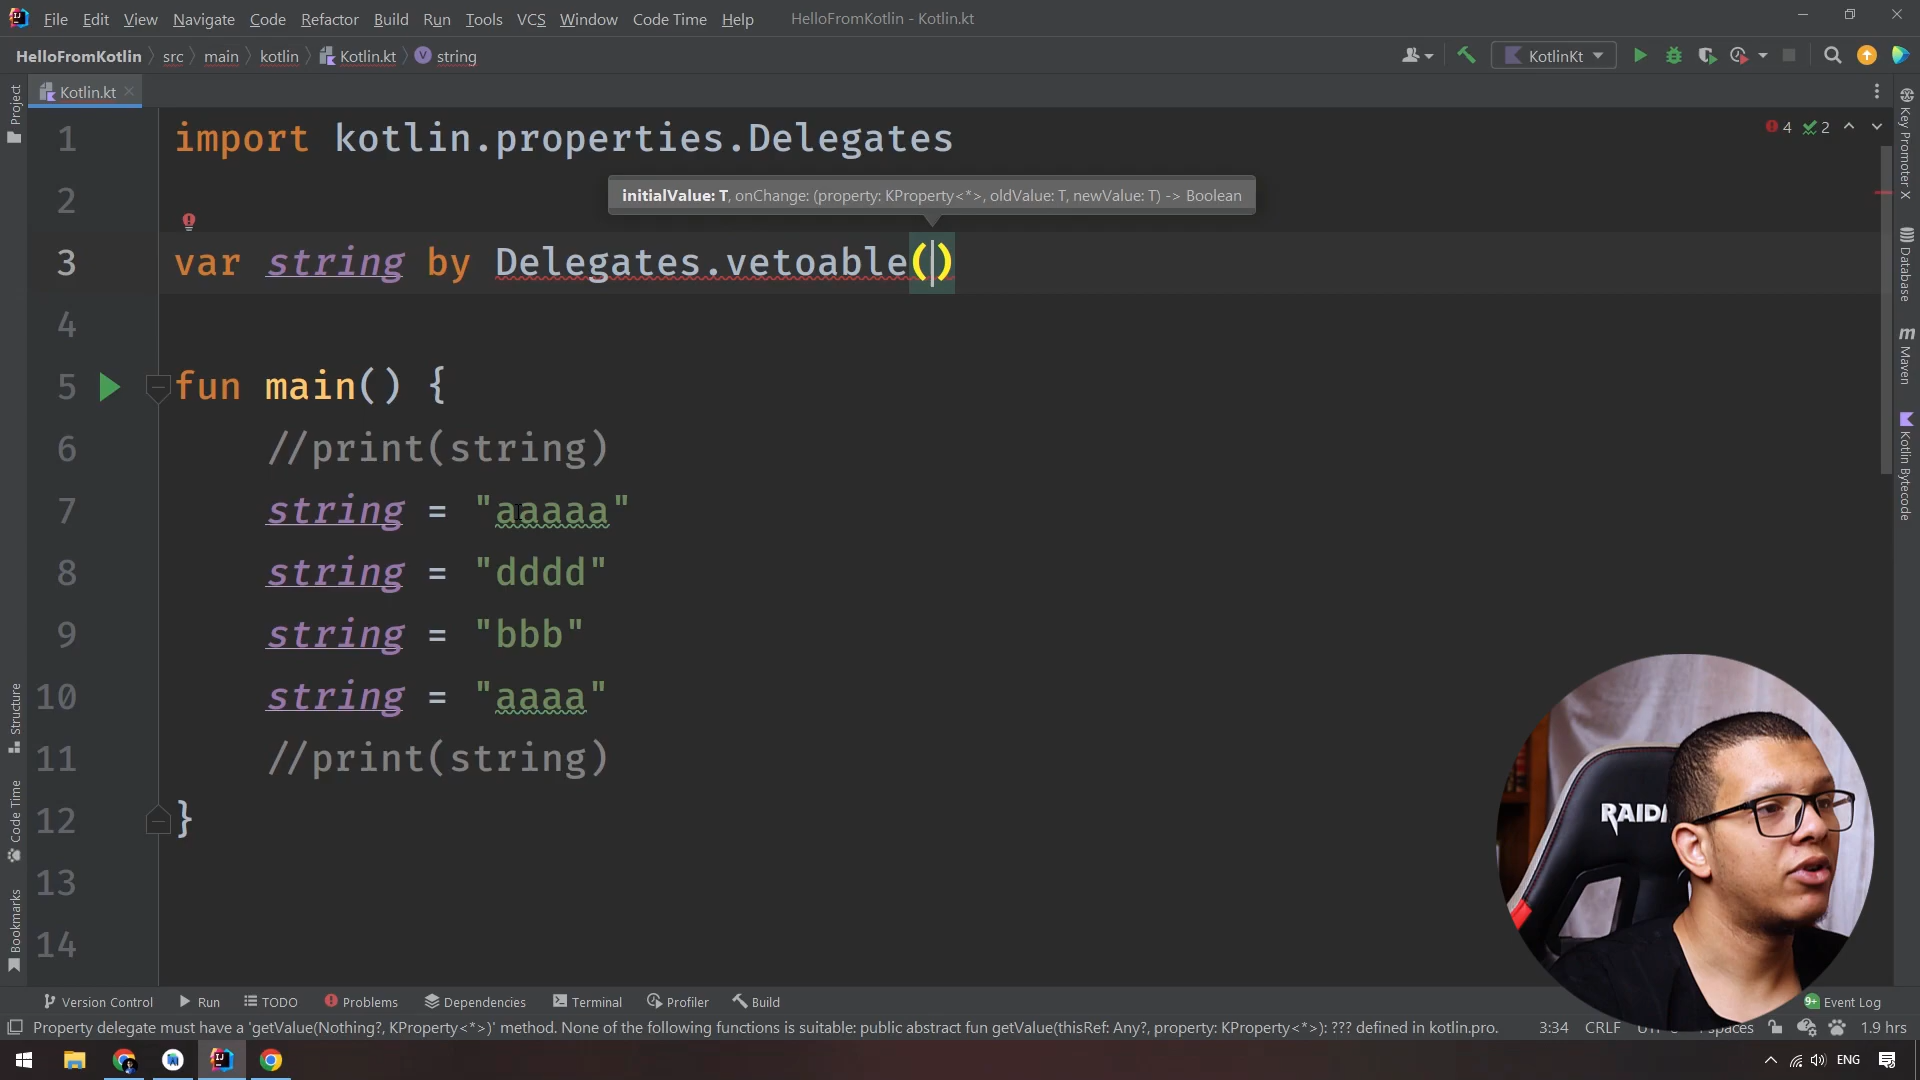 File Edit View Navigate Code Refactor Build Run Tools VCS Window Code Time Help HelloFromKotlin - Kotlin.kt
HelloFromKotlin src main kotlin Kotlin.kt string KotlinKt
Project
Kotlin.kt
1 import kotlin.properties.Delegates
4 2
2
initialValue: T, onChange: (property: KProperty<*>, oldValue: T, newValue: T) -> Boolean
3 var string by Delegates.vetoable()
4
5 fun main() {
6 //print(string)
7 string = "aaaaa"
8 string = "dddd"
9 string = "bbb"
10 string = "aaaa"
11 //print(string)
12 }
13
14
Structure
Code Time
Bookmarks
Key Promoter X
Database
m Maven
Kotlin Bytecode
RAID
Version Control Run TODO Problems Dependencies Terminal Profiler Build 9+ Event Log
Property delegate must have a 'getValue(Nothing?, KProperty<*>)' method. None of the following functions is suitable: public abstract fun getValue(thisRef: Any?, property: KProperty<*>): ??? defined in kotlin.pro. 3:34 CRLF 1.9 hrs
ENG